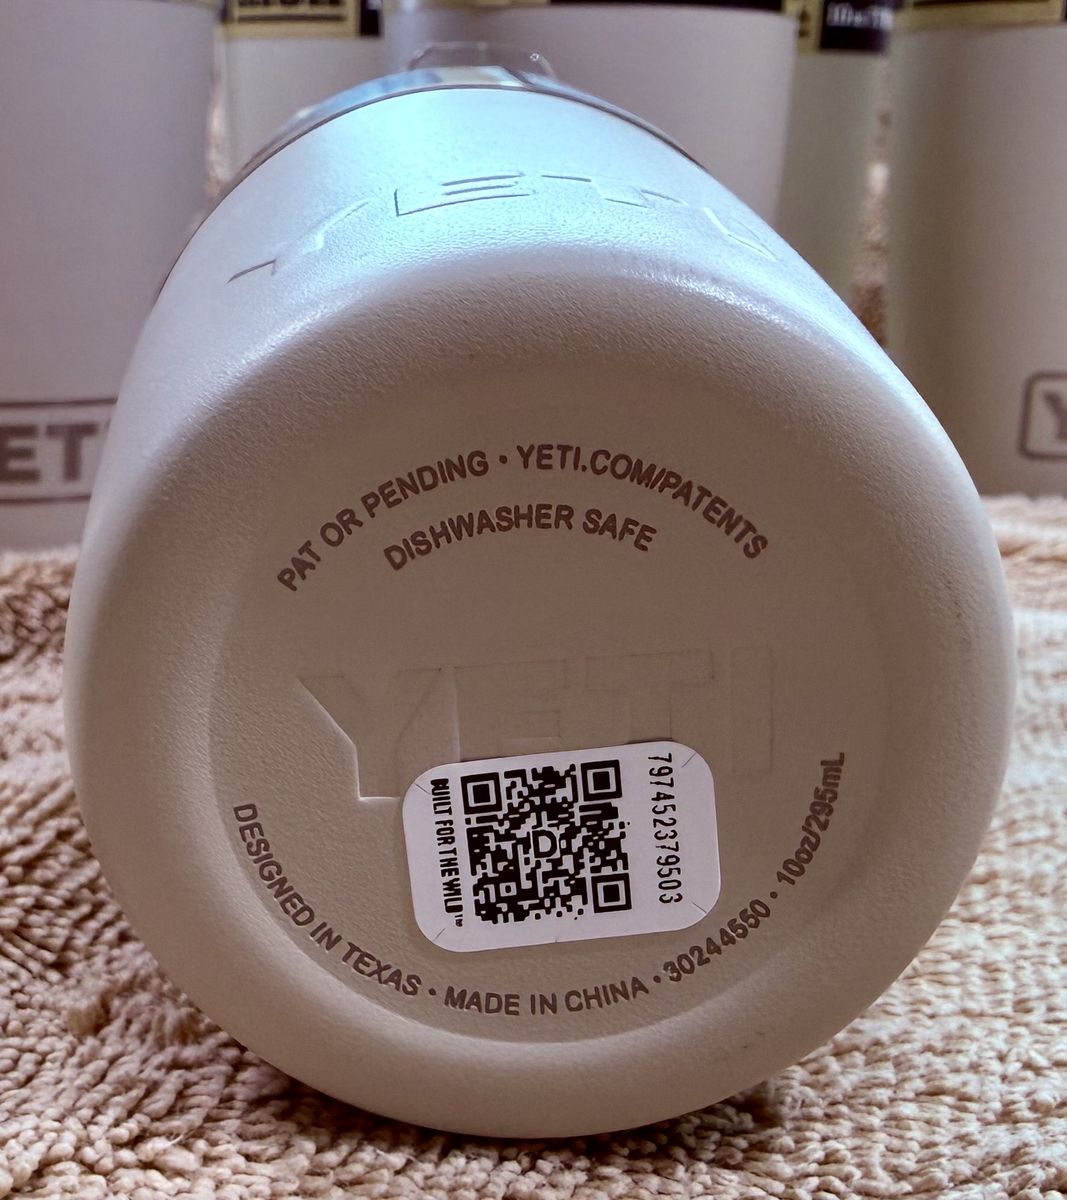 YETI
PAT OR PENDING • YETI.COM/PATENTS
DISHWASHER SAFE
YETI
BUILT FOR THE WILD™
D
797452379503
DESIGNED IN TEXAS • MADE IN CHINA • 30244550 • 10oz/295mL